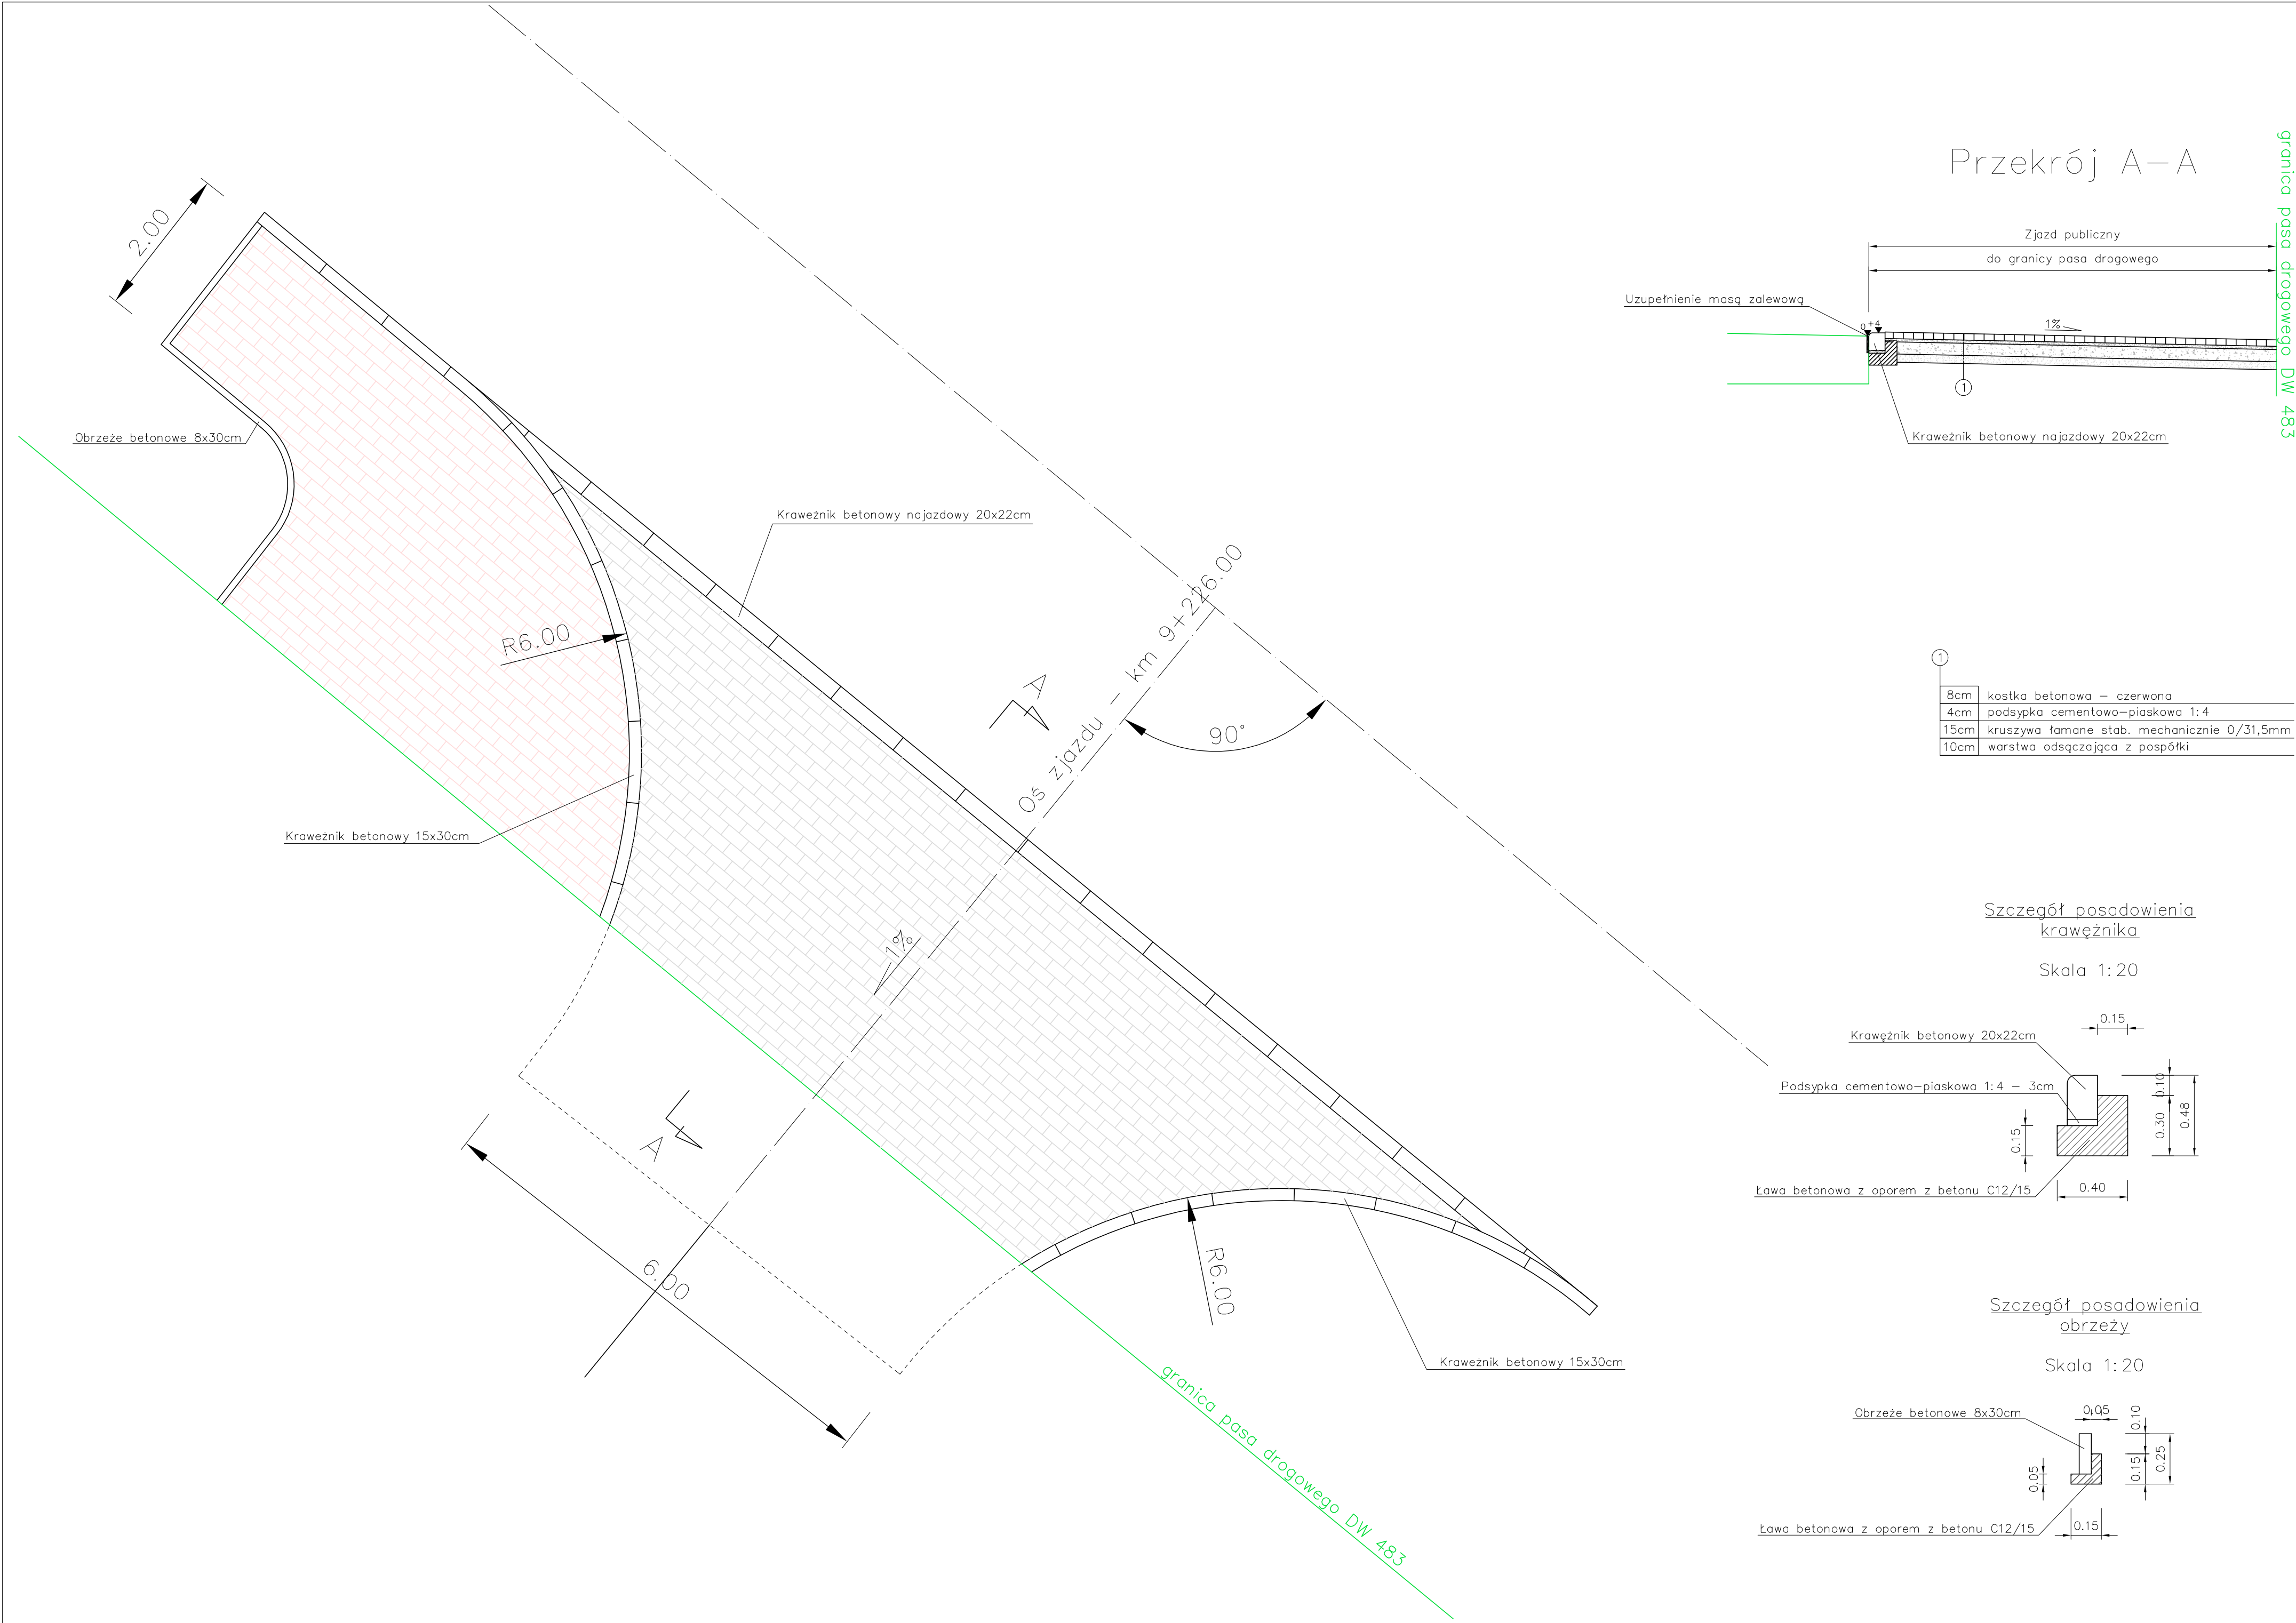 2.00
Obrzeże betonowe 8x30cm
R6.00
Kraweżnik betonowy 15x30cm
Kraweżnik betonowy najazdowy 20x22cm
Oś zjazdu - km 9+226.00
90°
A
1%
A
6.00
R6.00
Kraweżnik betonowy 15x30cm
granica pasa drogowego DW 483
Przekrój A-A
granica pasa drogowego DW 483
Zjazd publiczny
do granicy pasa drogowego
Uzupełnienie masą zalewową
0 +4
1%
1
Kraweżnik betonowy najazdowy 20x22cm
1
8cm kostka betonowa - czerwona
4cm podsypka cementowo-piaskowa 1:4
15cm kruszywa łamane stab. mechanicznie 0/31,5mm
10cm warstwa odsączająca z pospółki
Szczegół posadowienia
krawężnika
Skala 1:20
0.15
Krawężnik betonowy 20x22cm
Podsypka cementowo-piaskowa 1:4 - 3cm
0.10
0.30
0.48
0.15
Ława betonowa z oporem z betonu C12/15
0.40
Szczegół posadowienia
obrzeży
Skala 1:20
Obrzeże betonowe 8x30cm
0,05
0.10
0.15
0.25
0.05
Ława betonowa z oporem z betonu C12/15
0.15